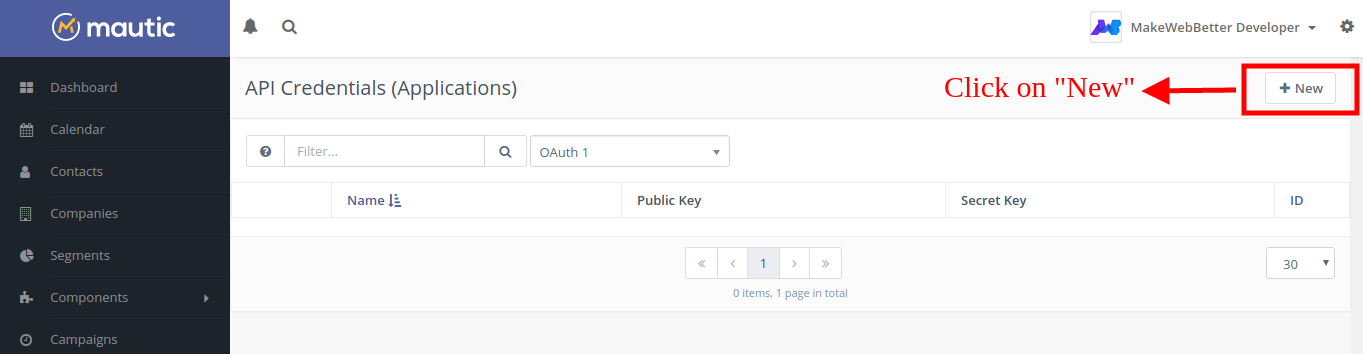 mautic
MakeWebBetter Developer
Dashboard
Calendar
Contacts
Companies
Segments
Components
Campaigns
API Credentials (Applications)
Click on "New"
New
Filter...
OAuth 1
Name
Public Key
Secret Key
ID
« ‹ 1 › »
30
0 items, 1 page in total